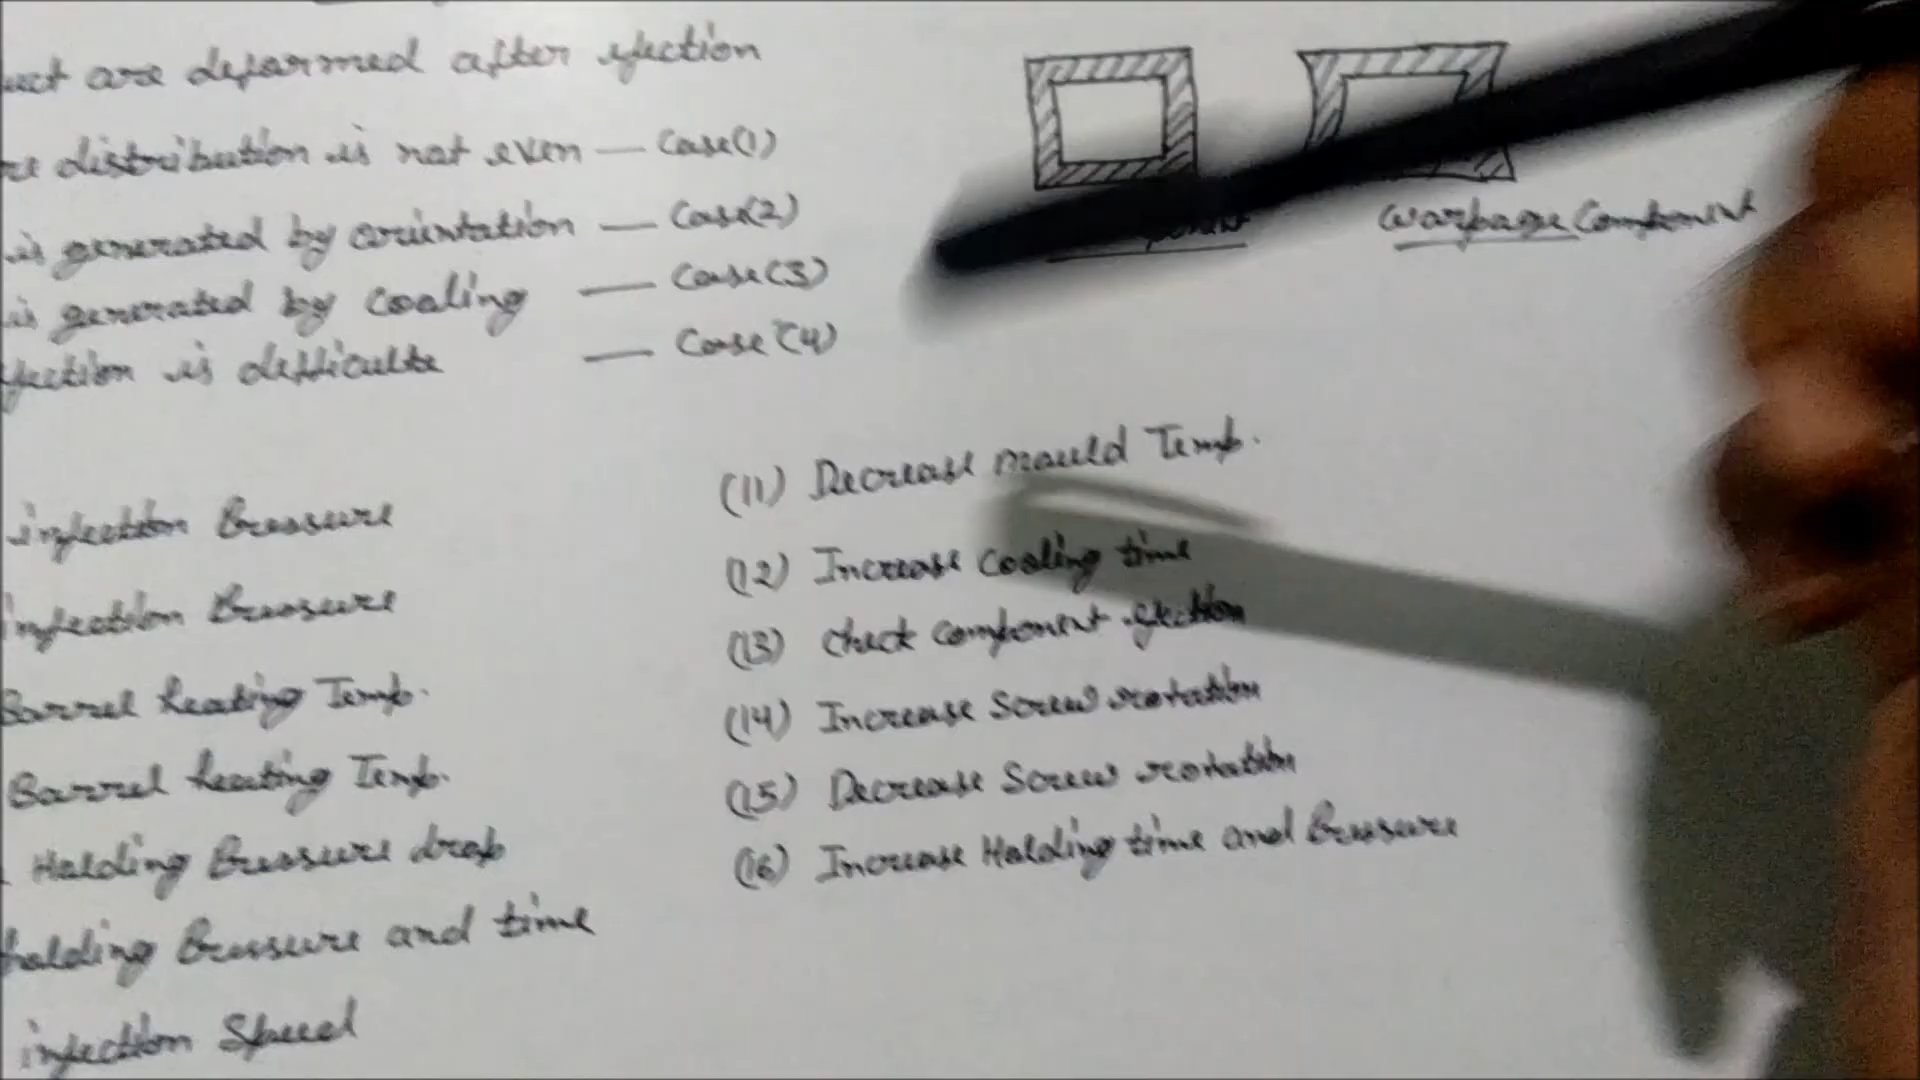 are deformed after ejection
distribution is not even — Case(1)
is generated by orientation — Case(2)
is generated by Cooling — Case(3)
is difficulte — Case(4)
Warpage Component
injection Pressure
injection Pressure
Barrel heating Temp.
Barrel heating Temp.
Holding Pressure drop
holding Pressure and time
injection Speed
(11) Decrease mould Temp.
(12) Increase Cooling time
(13) Check Component ejection
(14) Increase Screw rotation
(15) Decrease Screw rotation
(16) Increase Holding time and Pressure